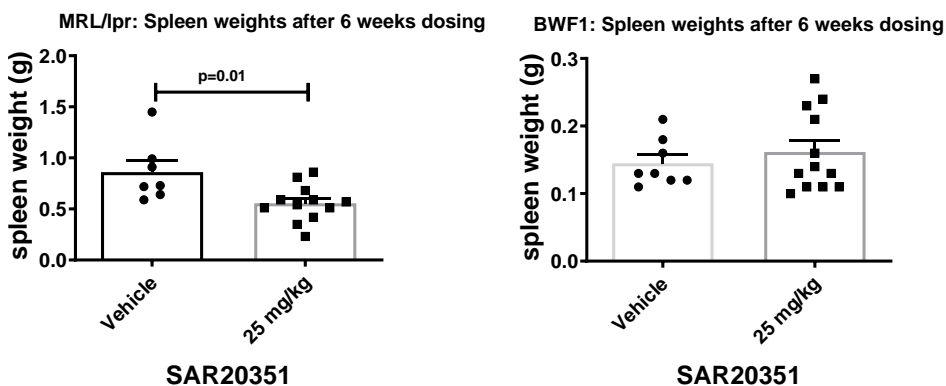 MRL/lpr: Spleen weights after 6 weeks dosing
p=0.01
spleen weight (g)
2.0
1.5
1.0
0.5
0.0
Vehicle
25 mg/kg
SAR20351
BWF1: Spleen weights after 6 weeks dosing
spleen weight (g)
0.3
0.2
0.1
0.0
Vehicle
25 mg/kg
SAR20351